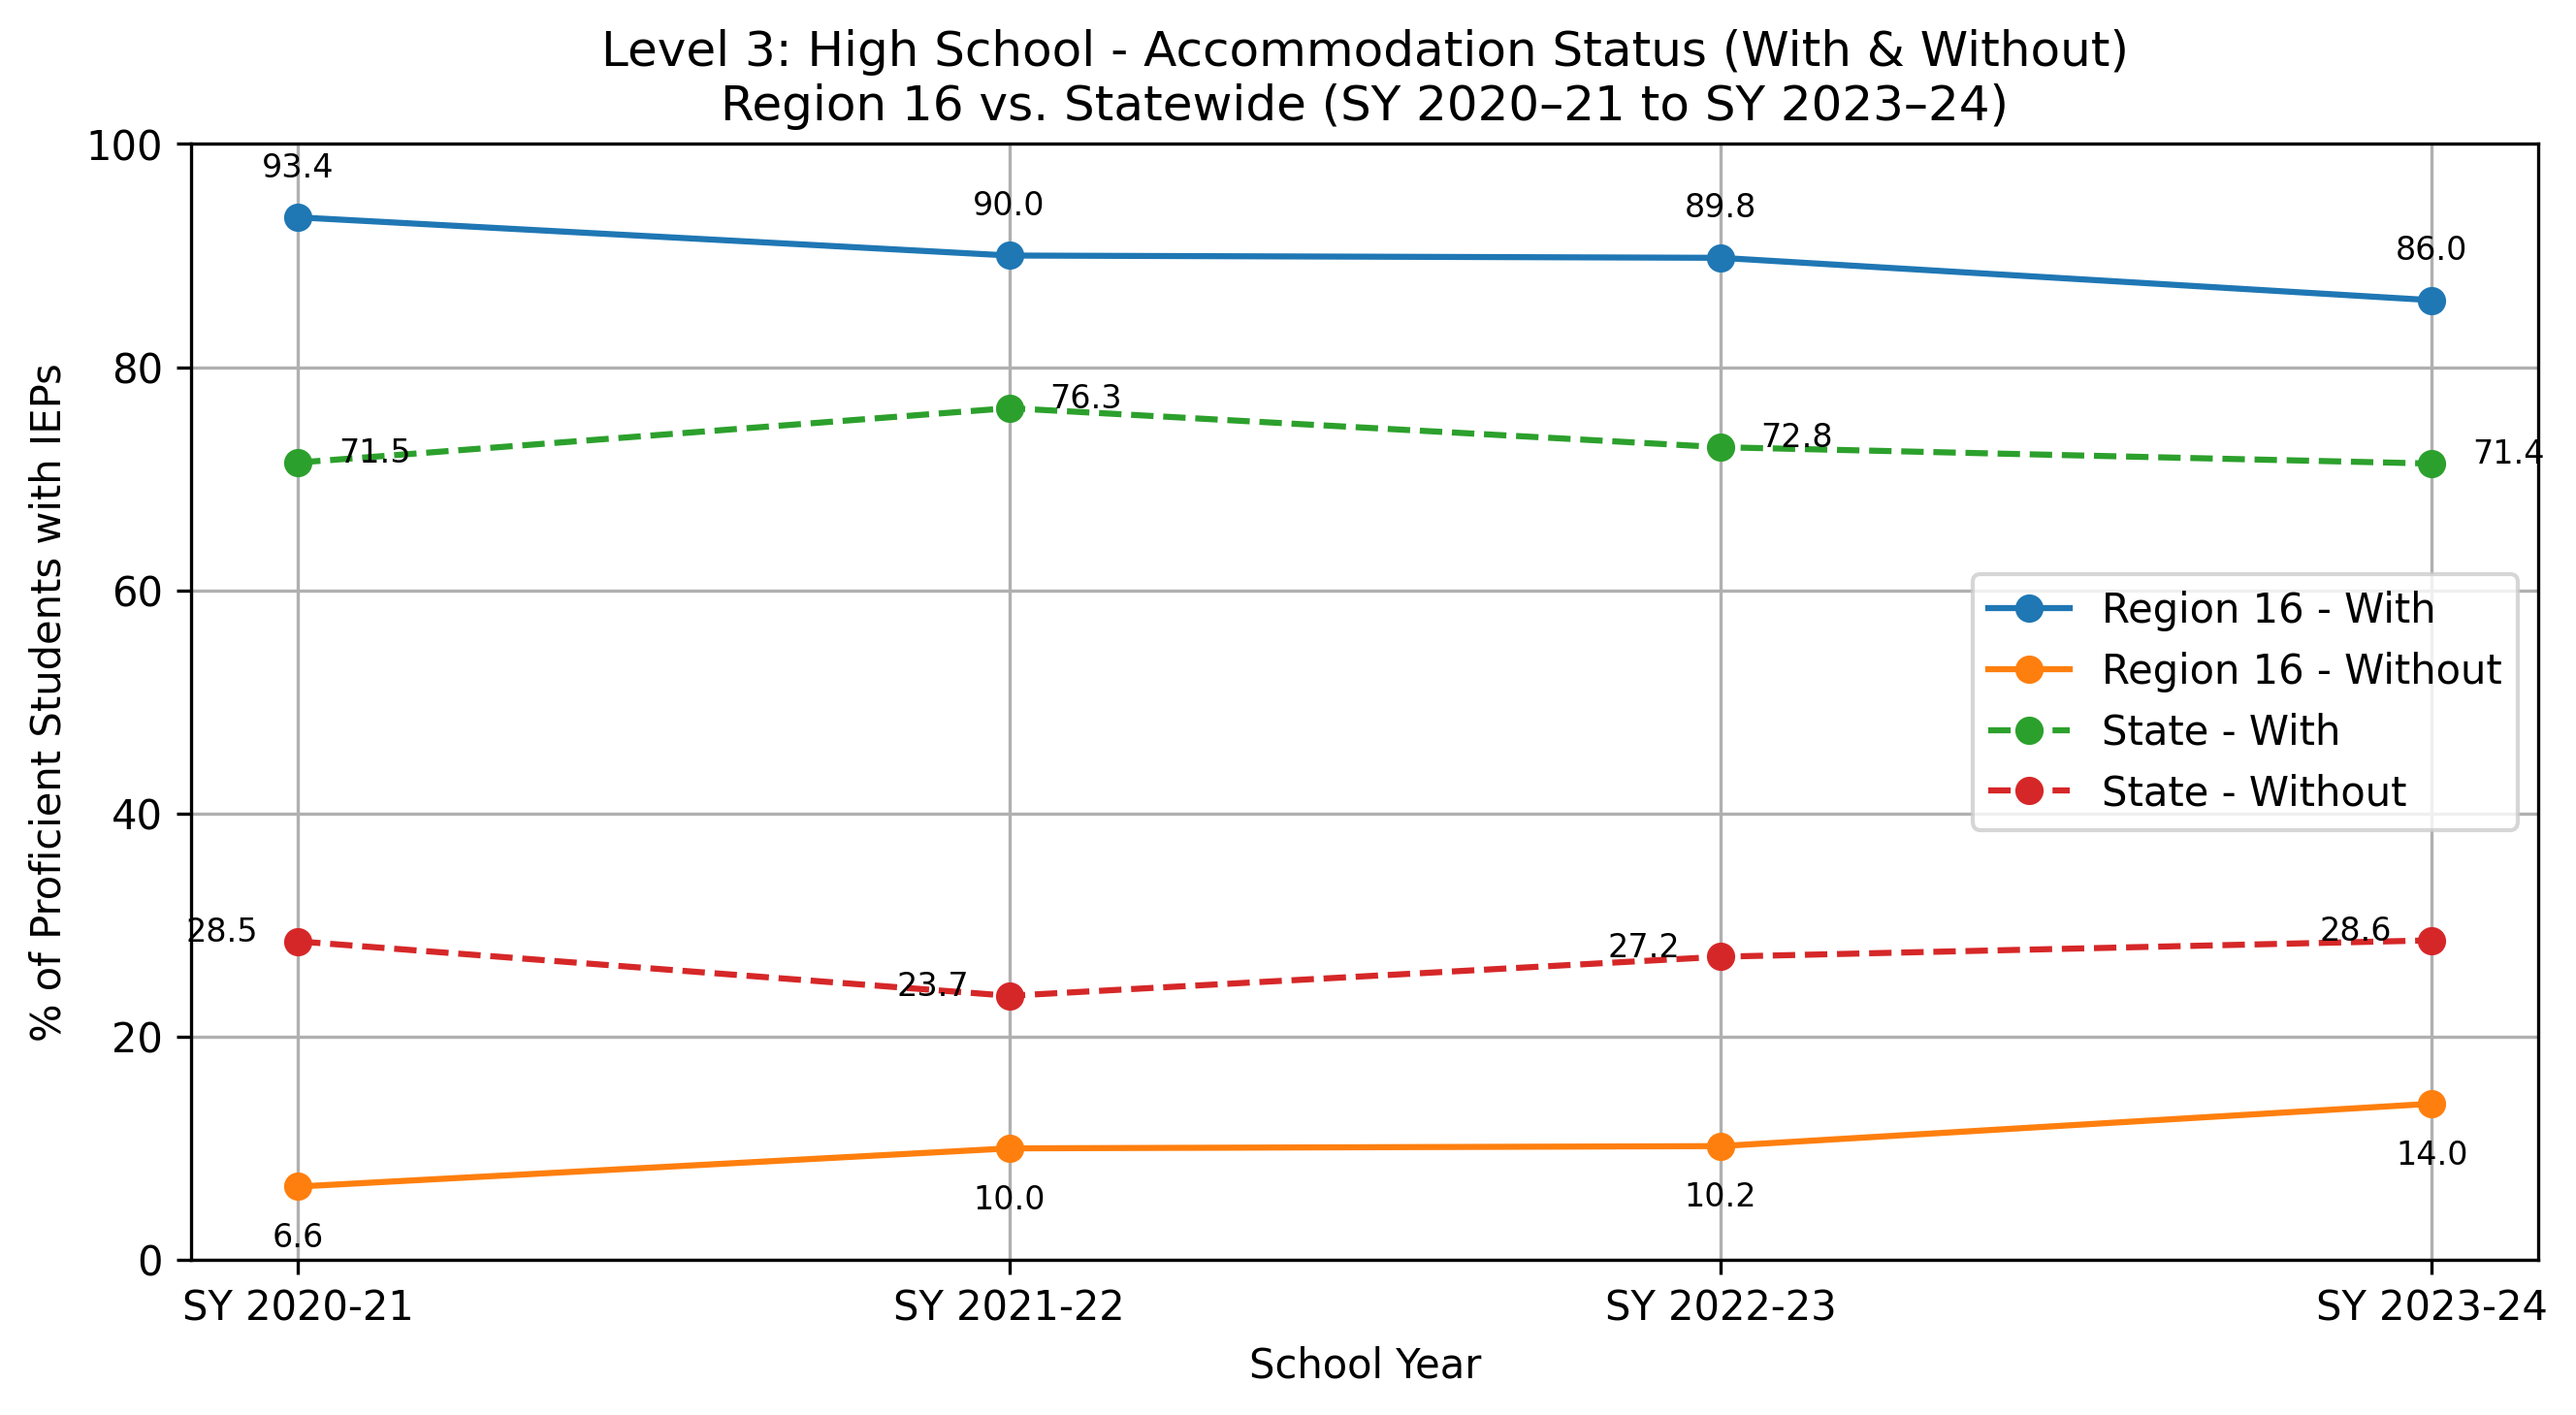 Level 3: High School - Accommodation Status (With & Without)
Region 16 vs. Statewide (SY 2020–21 to SY 2023–24)
% of Proficient Students with IEPs
100
80
60
40
20
0
93.4
90.0
89.8
86.0
71.5
76.3
72.8
71.4
Region 16 - With
Region 16 - Without
State - With
State - Without
28.5
23.7
27.2
28.6
6.6
10.0
10.2
14.0
SY 2020-21
SY 2021-22
SY 2022-23
SY 2023-24
School Year